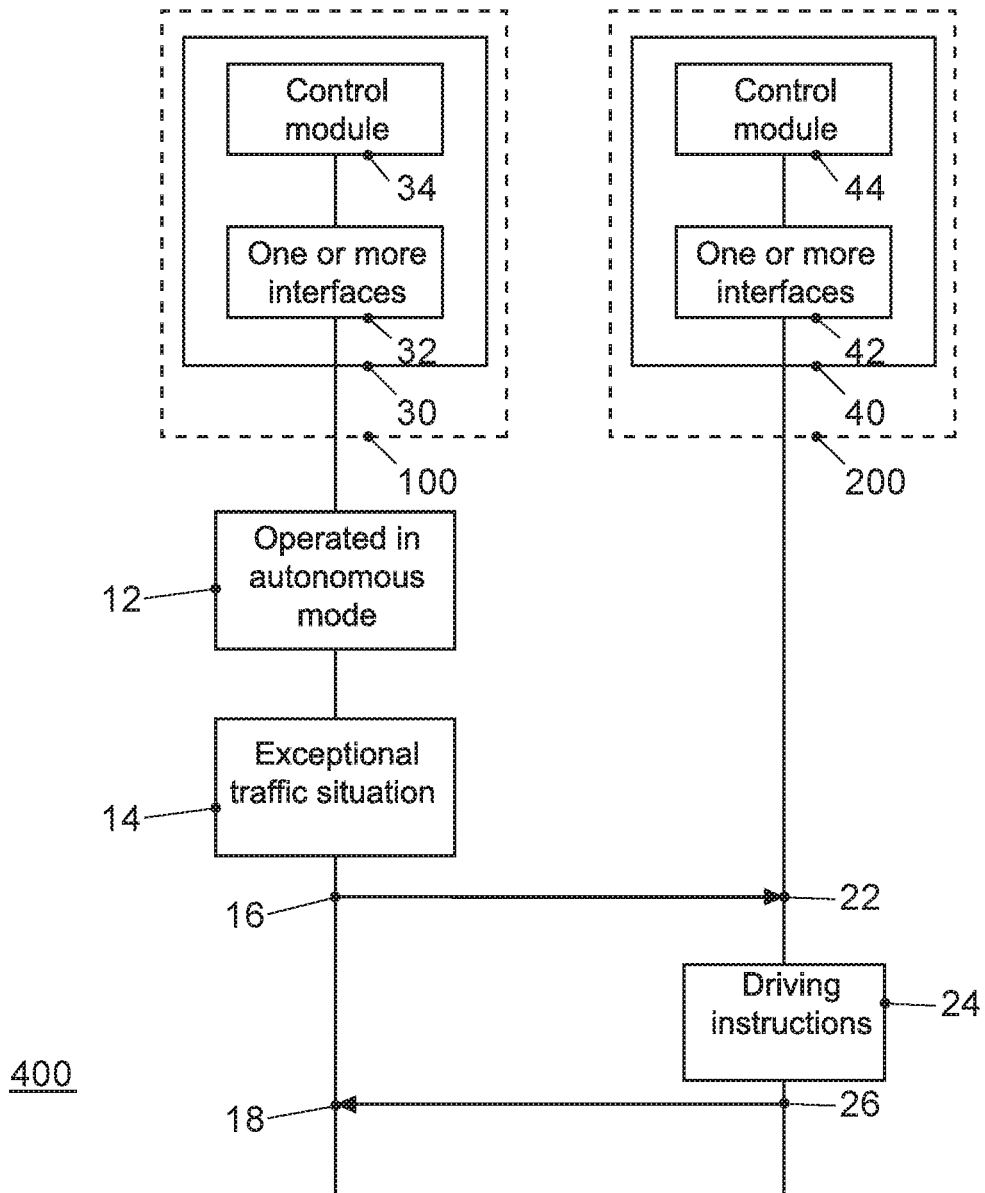 Control
module
34
Control
module
44
One or more
interfaces
32
One or more
interfaces
42
30
40
100
200
Operated in
autonomous
mode
12
Exceptional
traffic situation
14
16
22
Driving
instructions
24
400
18
26